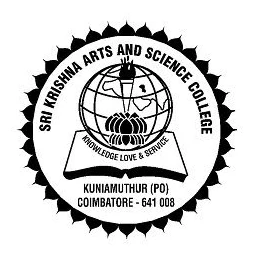 SRI KRISHNA ARTS AND SCIENCE COLLEGE
KNOWLEDGE LOVE & SERVICE
KUNIAMUTHUR (PO)
COIMBATORE - 641 008